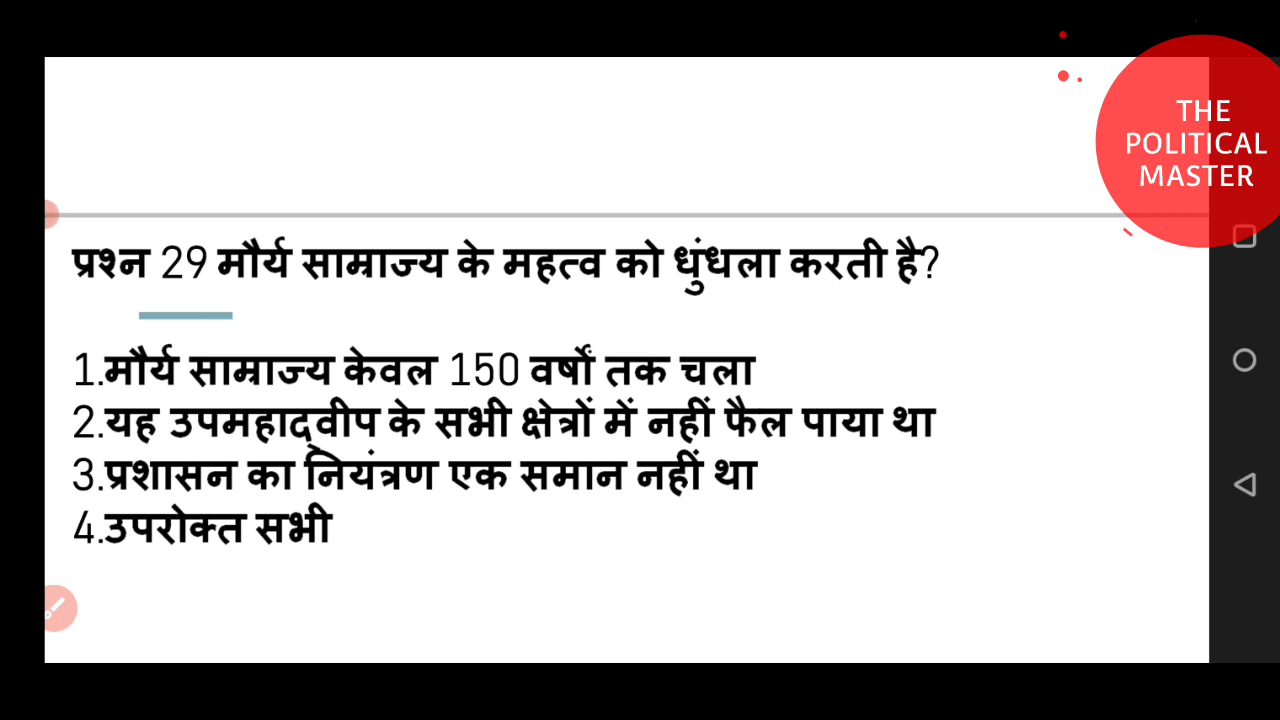 THE
POLITICAL
MASTER
प्रश्न 29 मौर्य साम्राज्य के महत्व को धुंधला करती है?
1.मौर्य साम्राज्य केवल 150 वर्षों तक चला
2.यह उपमहाद्वीप के सभी क्षेत्रों में नहीं फैल पाया था
3.प्रशासन का नियंत्रण एक समान नहीं था
4.उपरोक्त सभी